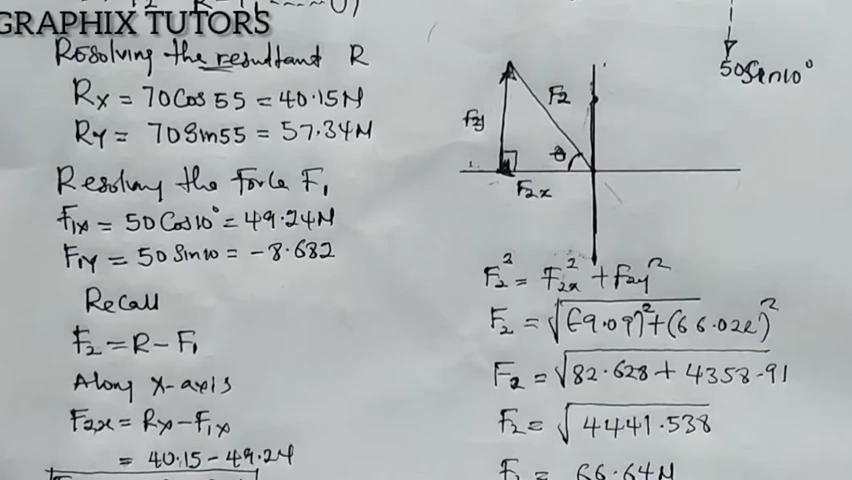 GRAPHIX TUTORS
Resolving the resultant R
Rx = 70Cos55 = 40.15N
Ry = 70Sin55 = 57.34N
Resolving the Force F1
F1x = 50Cos10° = 49.24N
F1Y = 50Sin10 = -8.682
Recall
F2 = R - F1
Along x-axis
F2x = Rx - F1x
= 40.15 - 49.24
50Sin10°
F2
F2y
θ
F2x
F2² = F2x² + F2y²
F2 = √(-9.09)² + (66.022)²
F2 = √82.628 + 4358.91
F2 = √4441.538
66.64N